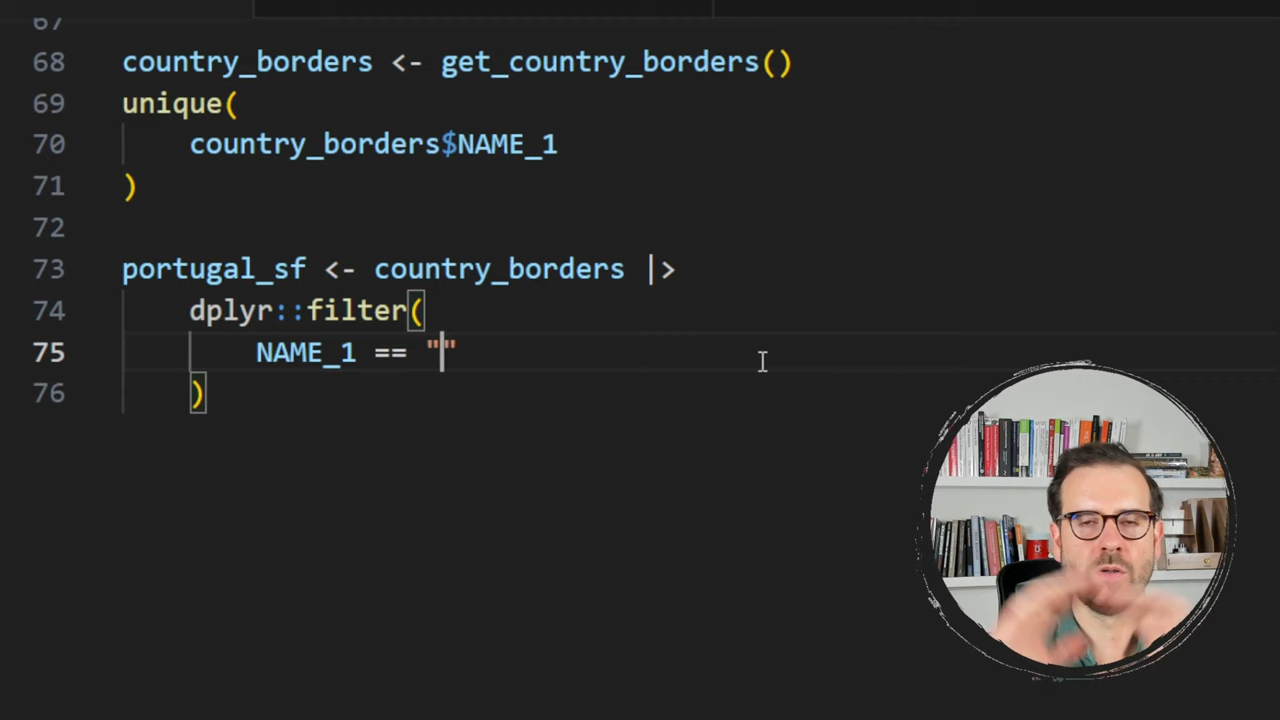 67
68 country_borders <- get_country_borders()
69 unique(
70 country_borders$NAME_1
71 )
72
73 portugal_sf <- country_borders |>
74 dplyr::filter(
75 NAME_1 == ""
76 )